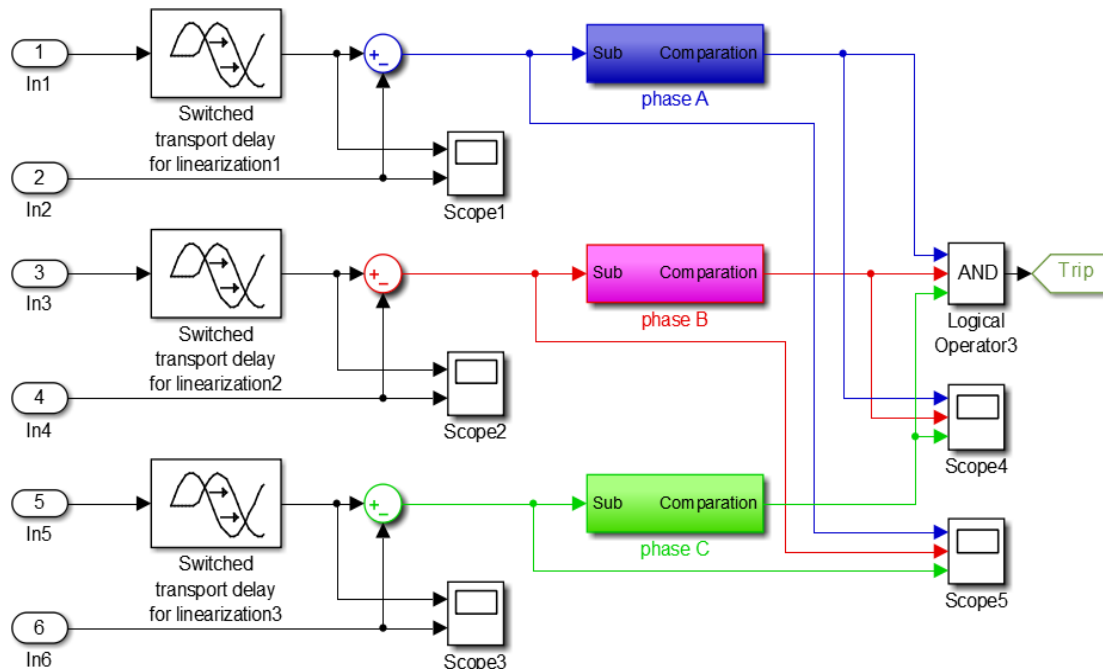 1
In1
Switched
transport delay
for linearization1
+
−
Sub
Comparation
phase A
2
In2
Scope1
3
In3
Switched
transport delay
for linearization2
+
−
Sub
Comparation
phase B
AND
Logical
Operator3
Trip
4
In4
Scope2
Scope4
5
In5
Switched
transport delay
for linearization3
+
−
Sub
Comparation
phase C
Scope5
6
In6
Scope3